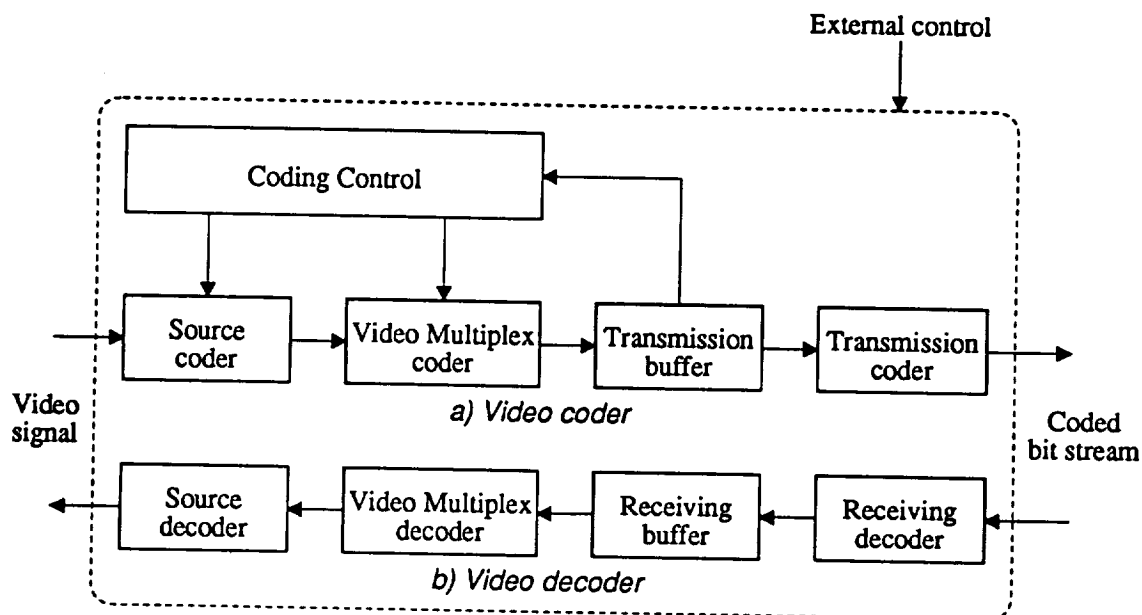 External control
Coding Control
Source
coder
Video Multiplex
coder
Transmission
buffer
Transmission
coder
a) Video coder
Video
signal
Coded
bit stream
Source
decoder
Video Multiplex
decoder
Receiving
buffer
Receiving
decoder
b) Video decoder